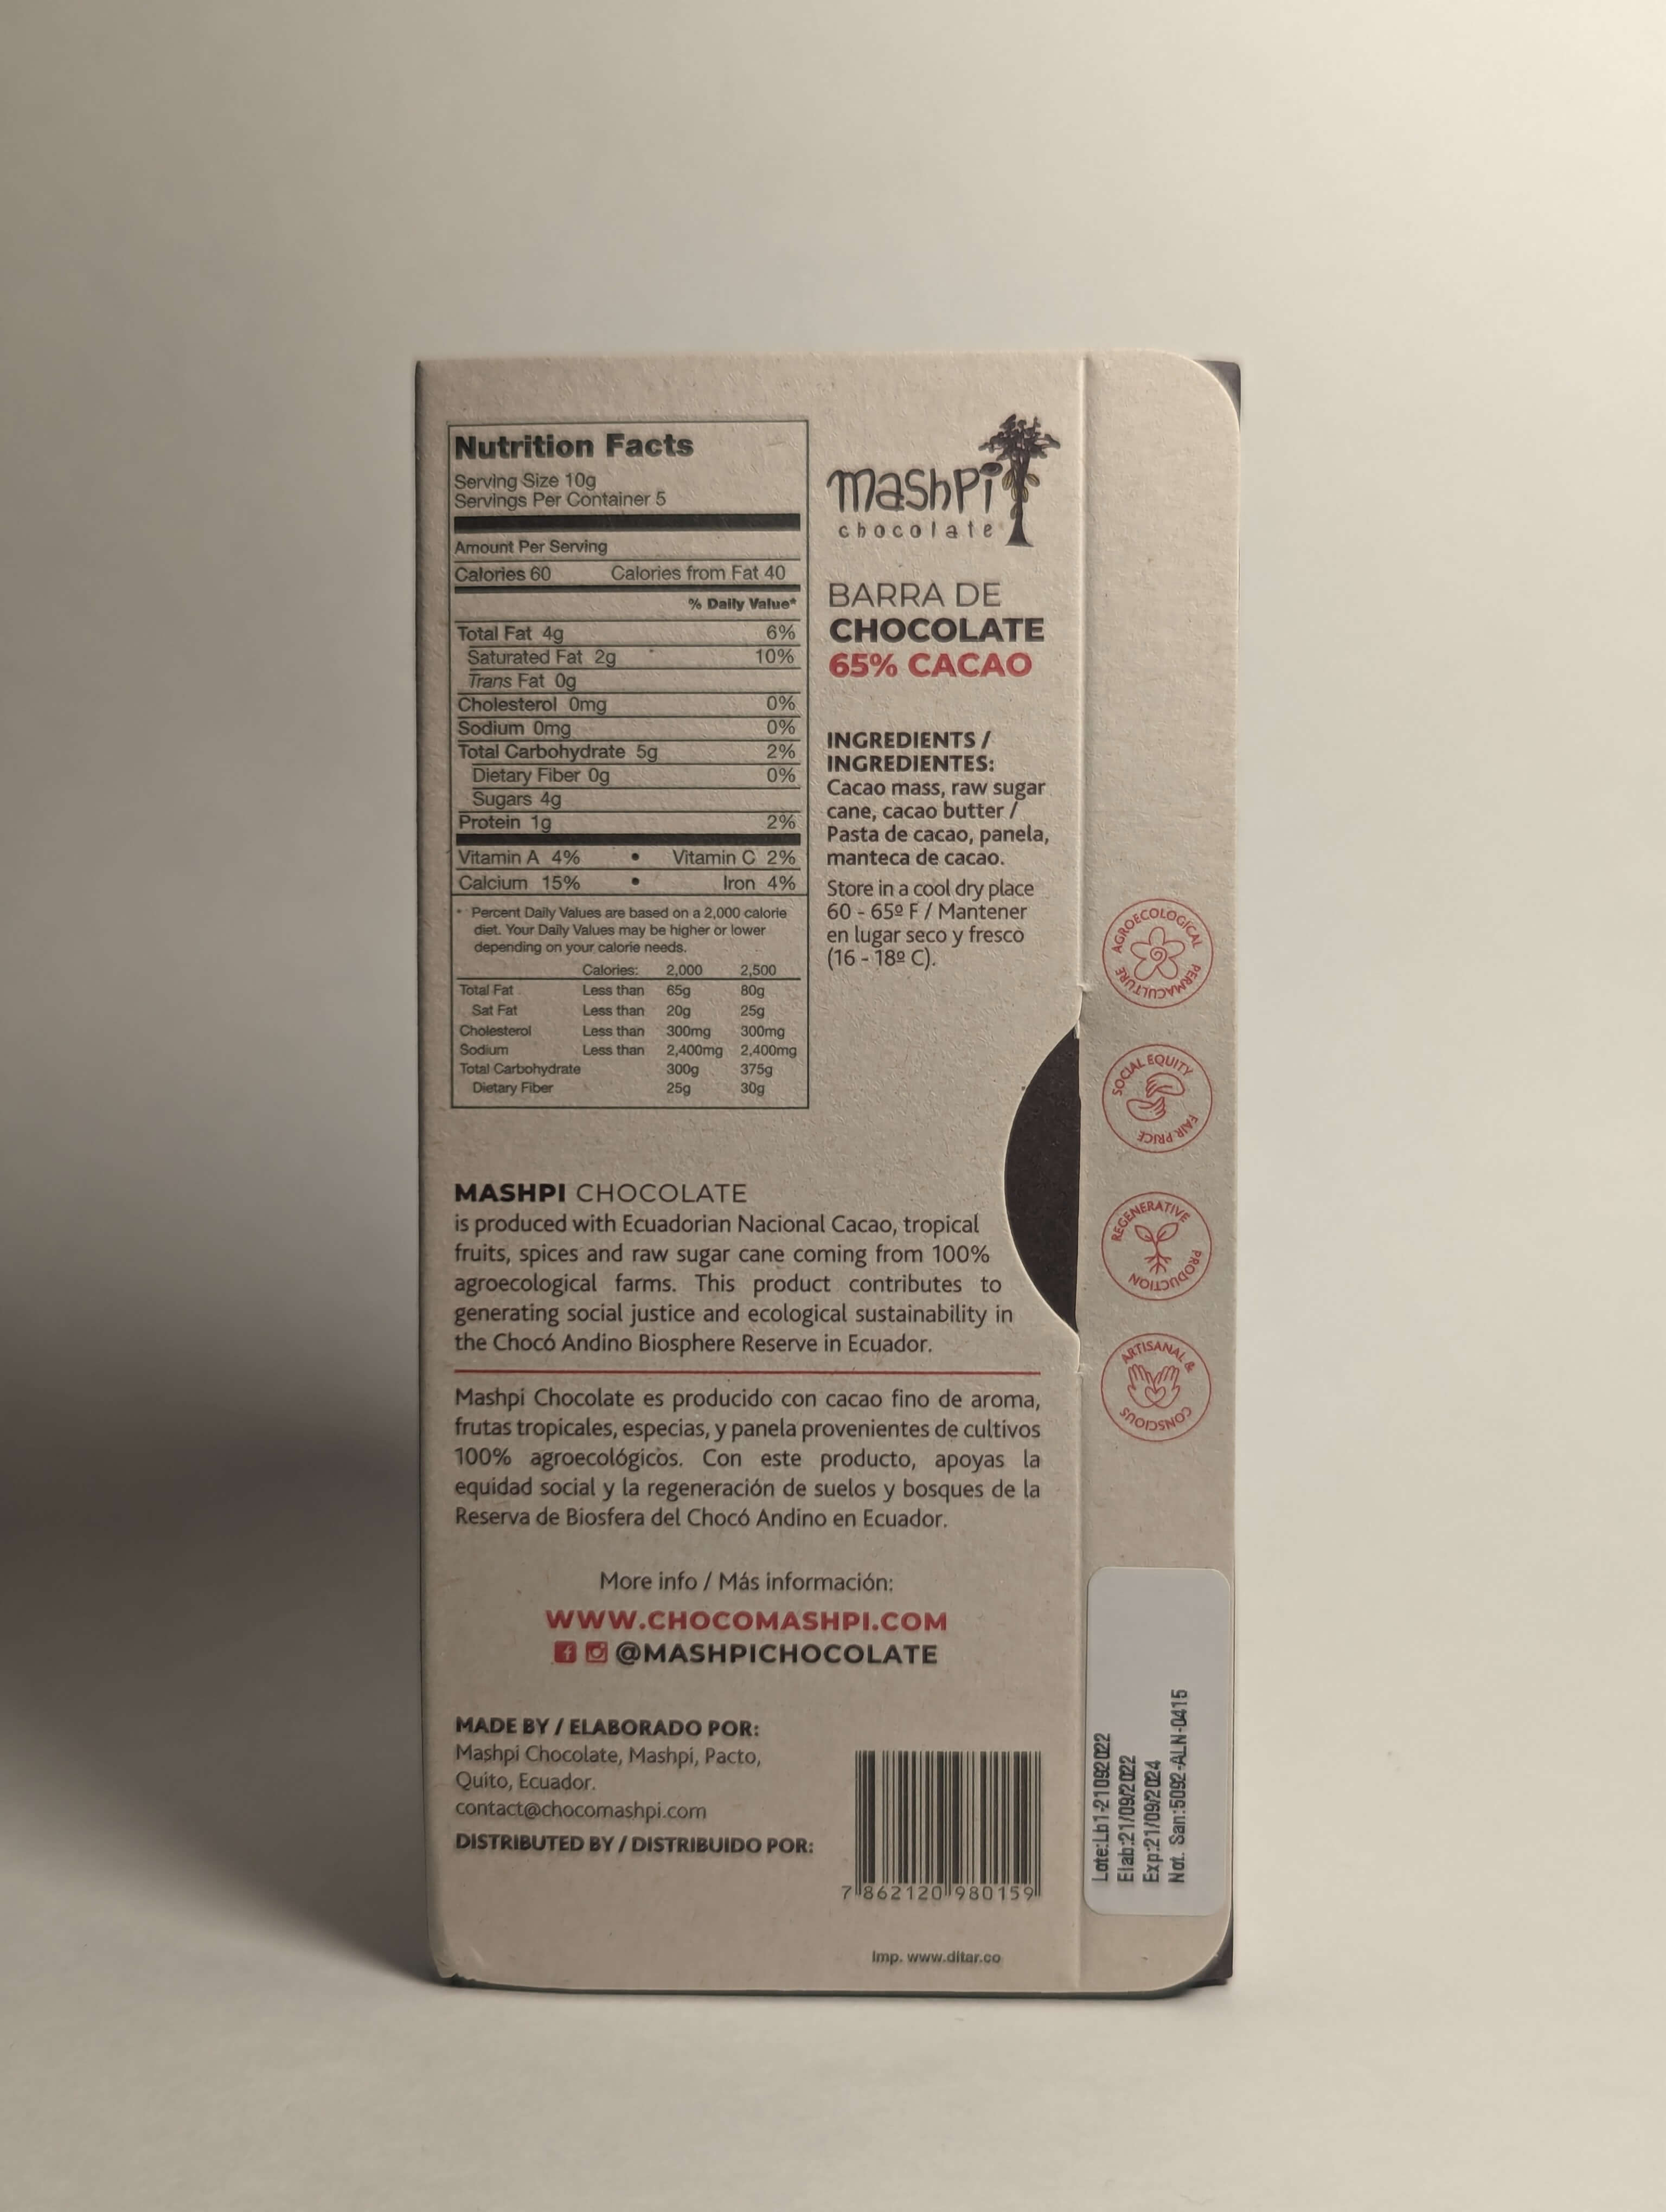 Nutrition Facts
Serving Size 10g
Servings Per Container 5
Amount Per Serving
Calories 60 Calories from Fat 40
% Daily Value*
Total Fat 4g 6%
Saturated Fat 2g 10%
Trans Fat 0g
Cholesterol 0mg 0%
Sodium 0mg 0%
Total Carbohydrate 5g 2%
Dietary Fiber 0g 0%
Sugars 4g
Protein 1g 2%
Vitamin A 4% • Vitamin C 2%
Calcium 15% • Iron 4%
* Percent Daily Values are based on a 2,000 calorie
diet. Your Daily Values may be higher or lower
depending on your calorie needs.
Calories: 2,000 2,500
Total Fat Less than 65g 80g
Sat Fat Less than 20g 25g
Cholesterol Less than 300mg 300mg
Sodium Less than 2,400mg 2,400mg
Total Carbohydrate 300g 375g
Dietary Fiber 25g 30g
mashpi
chocolate
BARRA DE
CHOCOLATE
65% CACAO
INGREDIENTS /
INGREDIENTES:
Cacao mass, raw sugar
cane, cacao butter /
Pasta de cacao, panela,
manteca de cacao.
Store in a cool dry place
60 - 65º F / Mantener
en lugar seco y fresco
(16 - 18º C).
MASHPI CHOCOLATE
is produced with Ecuadorian Nacional Cacao, tropical
fruits, spices and raw sugar cane coming from 100%
agroecological farms. This product contributes to
generating social justice and ecological sustainability in
the Chocó Andino Biosphere Reserve in Ecuador.
Mashpi Chocolate es producido con cacao fino de aroma,
frutas tropicales, especias, y panela provenientes de cultivos
100% agroecológicos. Con este producto, apoyas la
equidad social y la regeneración de suelos y bosques de la
Reserva de Biosfera del Chocó Andino en Ecuador.
More info / Más información:
WWW.CHOCOMASHPI.COM
@MASHPICHOCOLATE
MADE BY / ELABORADO POR:
Mashpi Chocolate, Mashpi, Pacto,
Quito, Ecuador.
contact@chocomashpi.com
DISTRIBUTED BY / DISTRIBUIDO POR:
7 862120 980159
Imp. www.ditar.co
AGROECOLOGICAL PERMACULTURE
SOCIAL EQUITY FAIR PRICE
REGENERATIVE PRODUCTION
ARTISANAL & CONSCIOUS
Lote:Lb1-21092022
Elab:21/09/2022
Exp:21/09/2024
Not. San:5092-ALN-0415